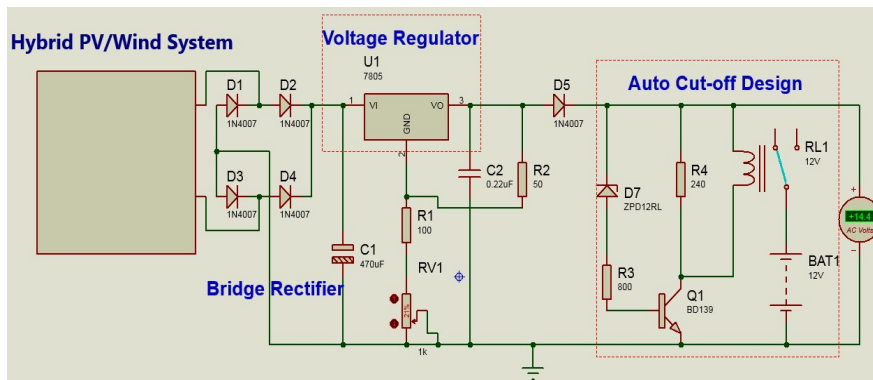 Hybrid PV/Wind System
Voltage Regulator
U1
7805
1
VI
VO
3
GND
2
D1
1N4007
D2
1N4007
D3
1N4007
D4
1N4007
D5
1N4007
Auto Cut-off Design
RL1
12V
C2
0.22uF
R2
50
R4
240
D7
ZPD12RL
+
+14.4
AC Volts
-
R1
100
C1
470uF
Bridge Rectifier
RV1
21%
1k
R3
800
Q1
BD139
BAT1
12V